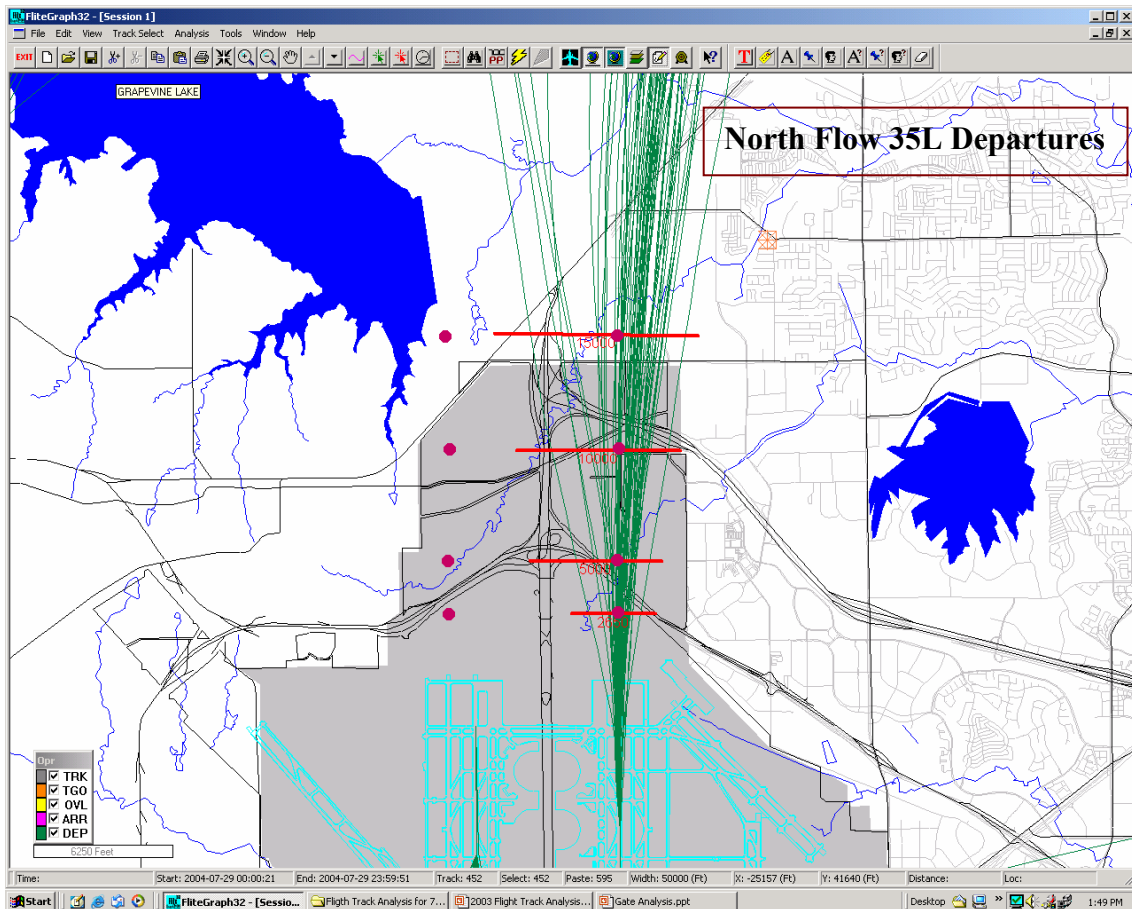 FliteGraph32 - [Session 1]
File Edit View Track Select Analysis Tools Window Help
EXIT
PP
T A A? ?
GRAPEVINE LAKE
North Flow 35L Departures
15000
10000
5000
Opr
TRK
TGO
OVL
ARR
DEP
6250 Feet
Time: Start: 2004-07-29 00:00:21 End: 2004-07-29 23:59:51 Track: 452 Select: 452 Paste: 595 Width: 50000 (Ft) X: -25157 (Ft) Y: 41640 (Ft) Distance: Loc:
Start FliteGraph32 - [Sessio... Fligth Track Analysis for 7... 2003 Flight Track Analysis... Gate Analysis.ppt Desktop » 1:49 PM